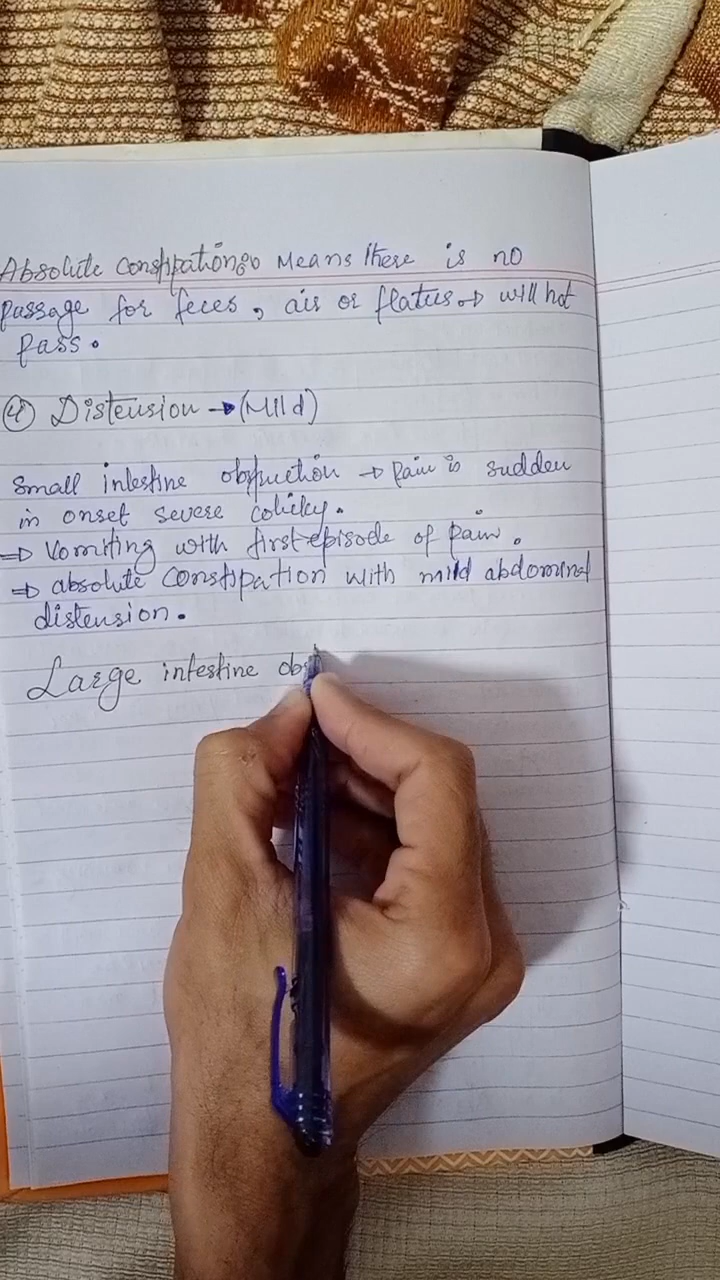 Absolute constipation:- Means there is no
passage for feces, air or flatus → will not
pass.
④ Distension → (Mild)
Small intestine obstruction → pain is sudden
in onset severe colicky.
⇒ Vomiting with first episode of pain.
⇒ absolute constipation with mild abdominal
distension.
Large intestine obs